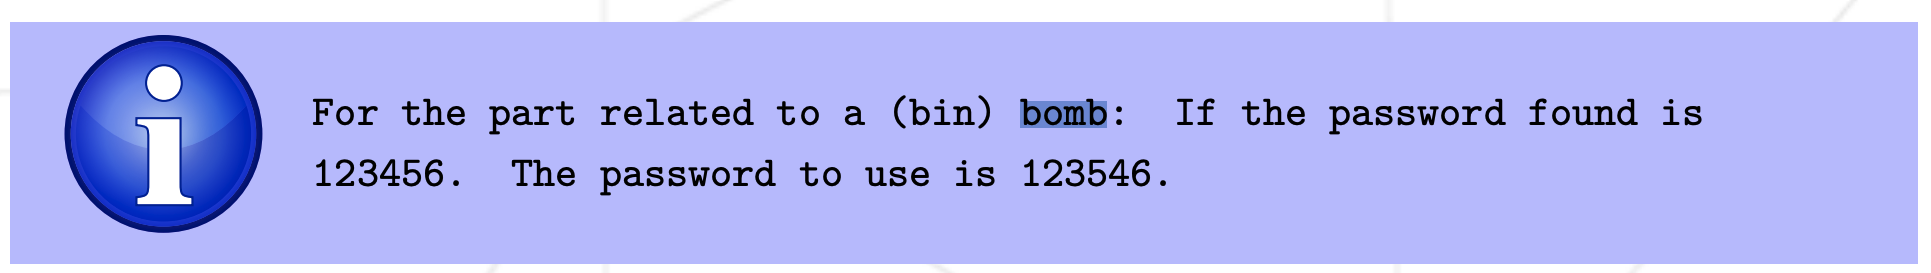 For the part related to a (bin) bomb: If the password found is
123456. The password to use is 123546.